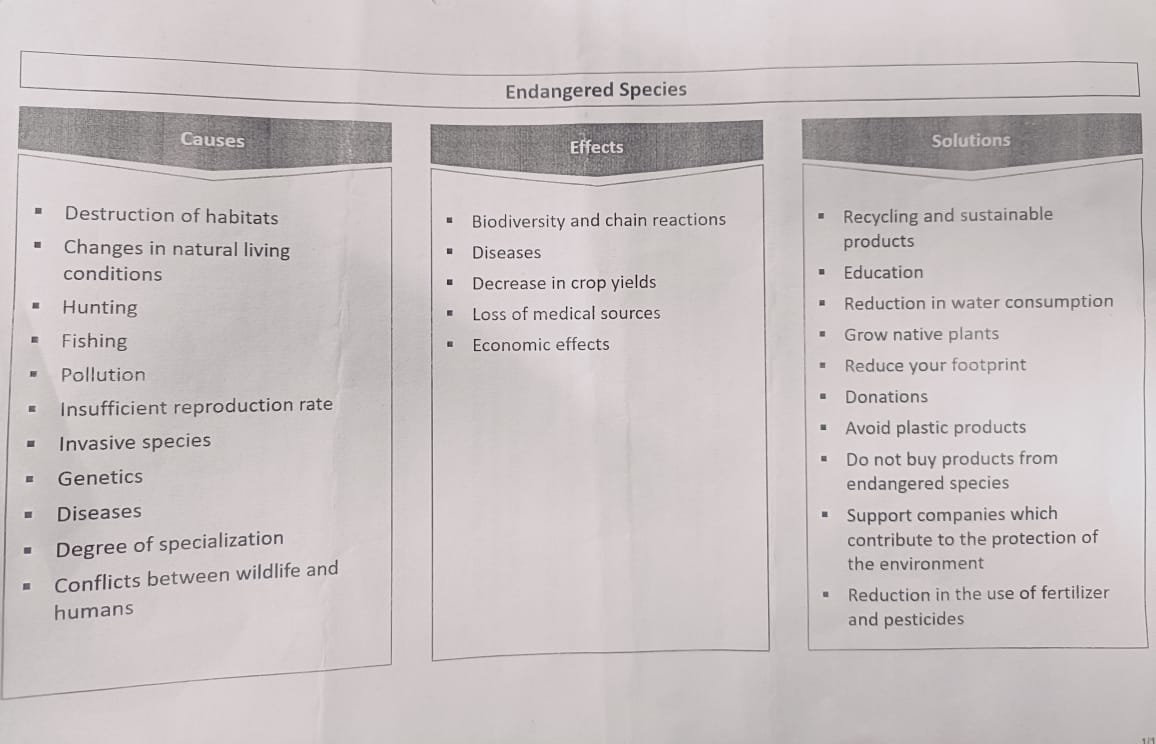 Endangered Species
Causes
Destruction of habitats
Changes in natural living
conditions
Hunting
Fishing
Pollution
Insufficient reproduction rate
Invasive species
Genetics
Diseases
Degree of specialization
Conflicts between wildlife and
humans
Effects
Biodiversity and chain reactions
Diseases
Decrease in crop yields
Loss of medical sources
Economic effects
Solutions
Recycling and sustainable
products
Education
Reduction in water consumption
Grow native plants
Reduce your footprint
Donations
Avoid plastic products
Do not buy products from
endangered species
Support companies which
contribute to the protection of
the environment
Reduction in the use of fertilizer
and pesticides
1/1